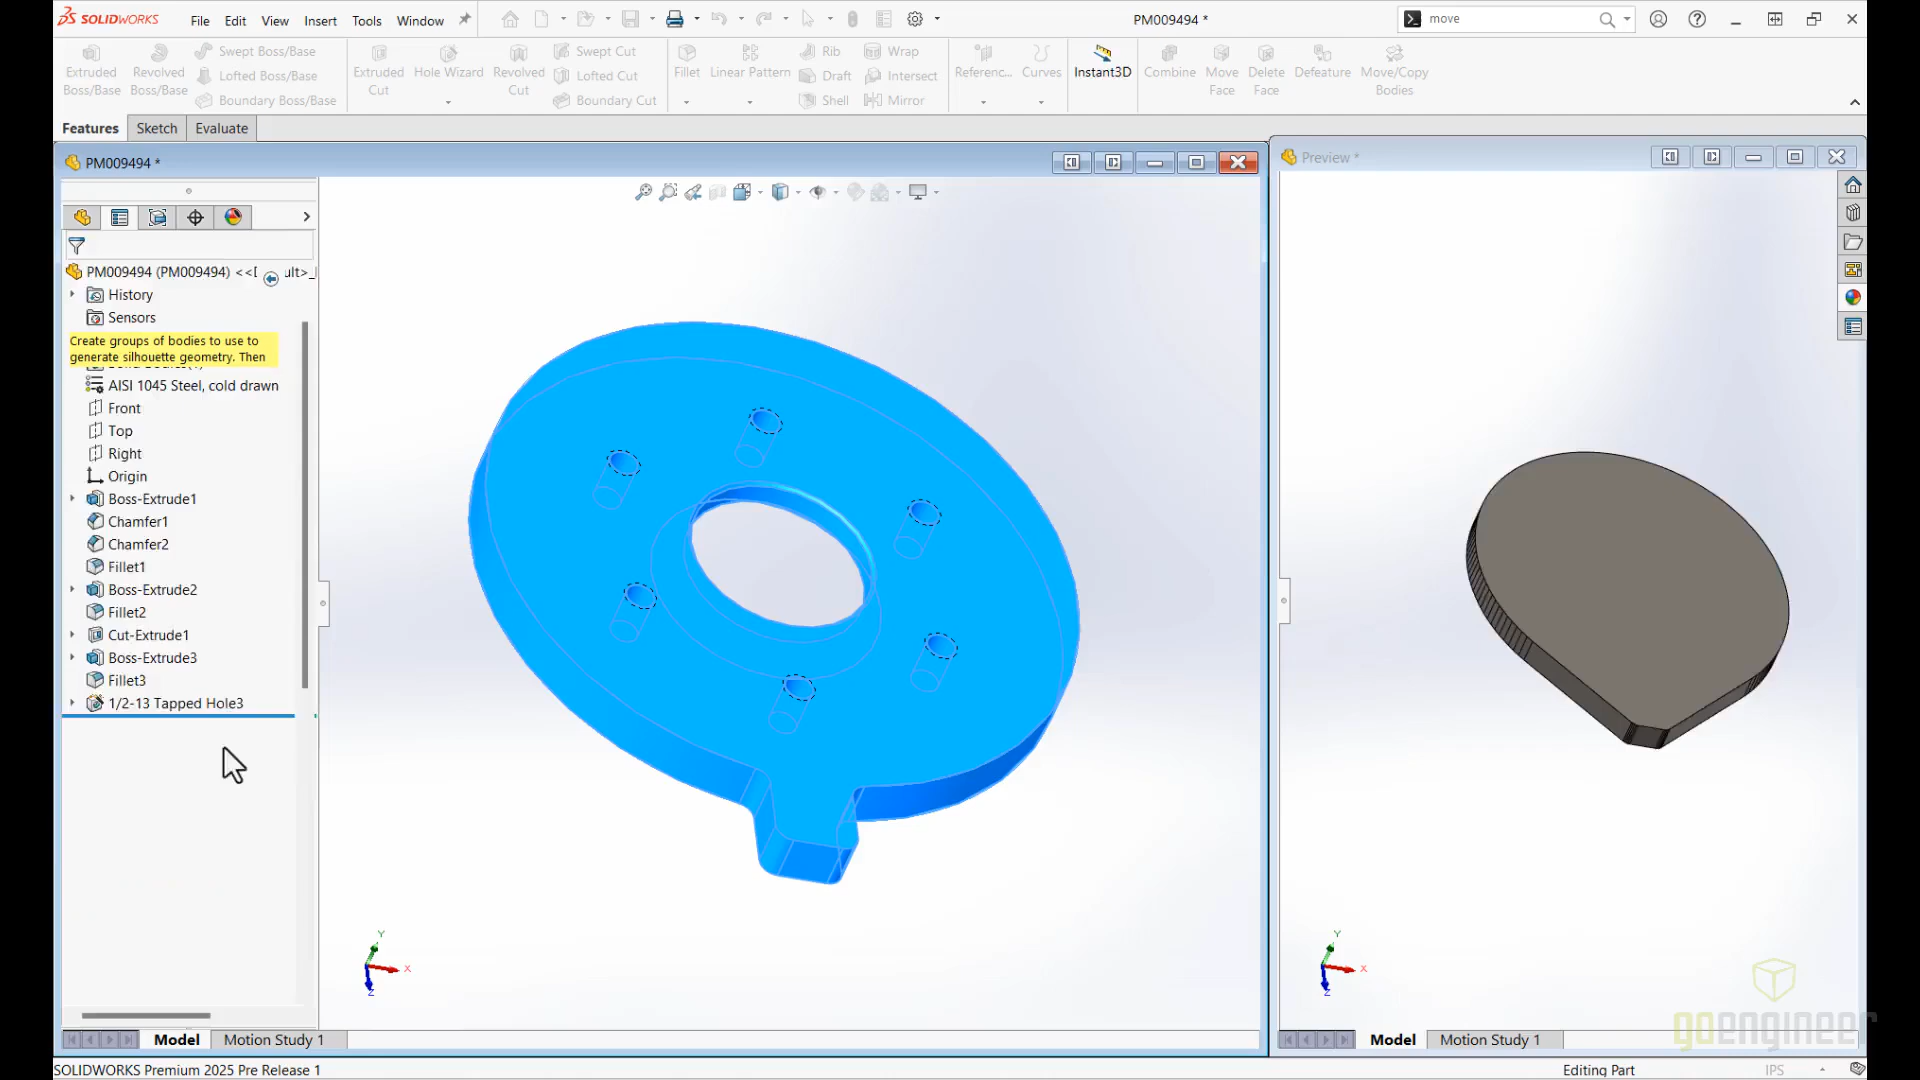 SOLIDWORKS File Edit View Insert Tools Window PM009494 * move
Extruded Boss/Base
Revolved Boss/Base
Swept Boss/Base
Lofted Boss/Base
Boundary Boss/Base
Extruded Cut
Hole Wizard
Revolved Cut
Swept Cut
Lofted Cut
Boundary Cut
Fillet
Linear Pattern
Rib
Draft
Shell
Wrap
Intersect
Mirror
Referenc...
Curves
Instant3D
Combine
Move Face
Delete Face
Defeature
Move/Copy Bodies
Features Sketch Evaluate
PM009494 *
Preview *
PM009494 (PM009494) <<D ult>_
History
Sensors
Create groups of bodies to use to
generate silhouette geometry. Then
AISI 1045 Steel, cold drawn
Front
Top
Right
Origin
Boss-Extrude1
Chamfer1
Chamfer2
Fillet1
Boss-Extrude2
Fillet2
Cut-Extrude1
Boss-Extrude3
Fillet3
1/2-13 Tapped Hole3
Y
X
Z
Y
X
Z
goengineer
Model Motion Study 1
Model Motion Study 1
SOLIDWORKS Premium 2025 Pre Release 1
Editing Part
IPS